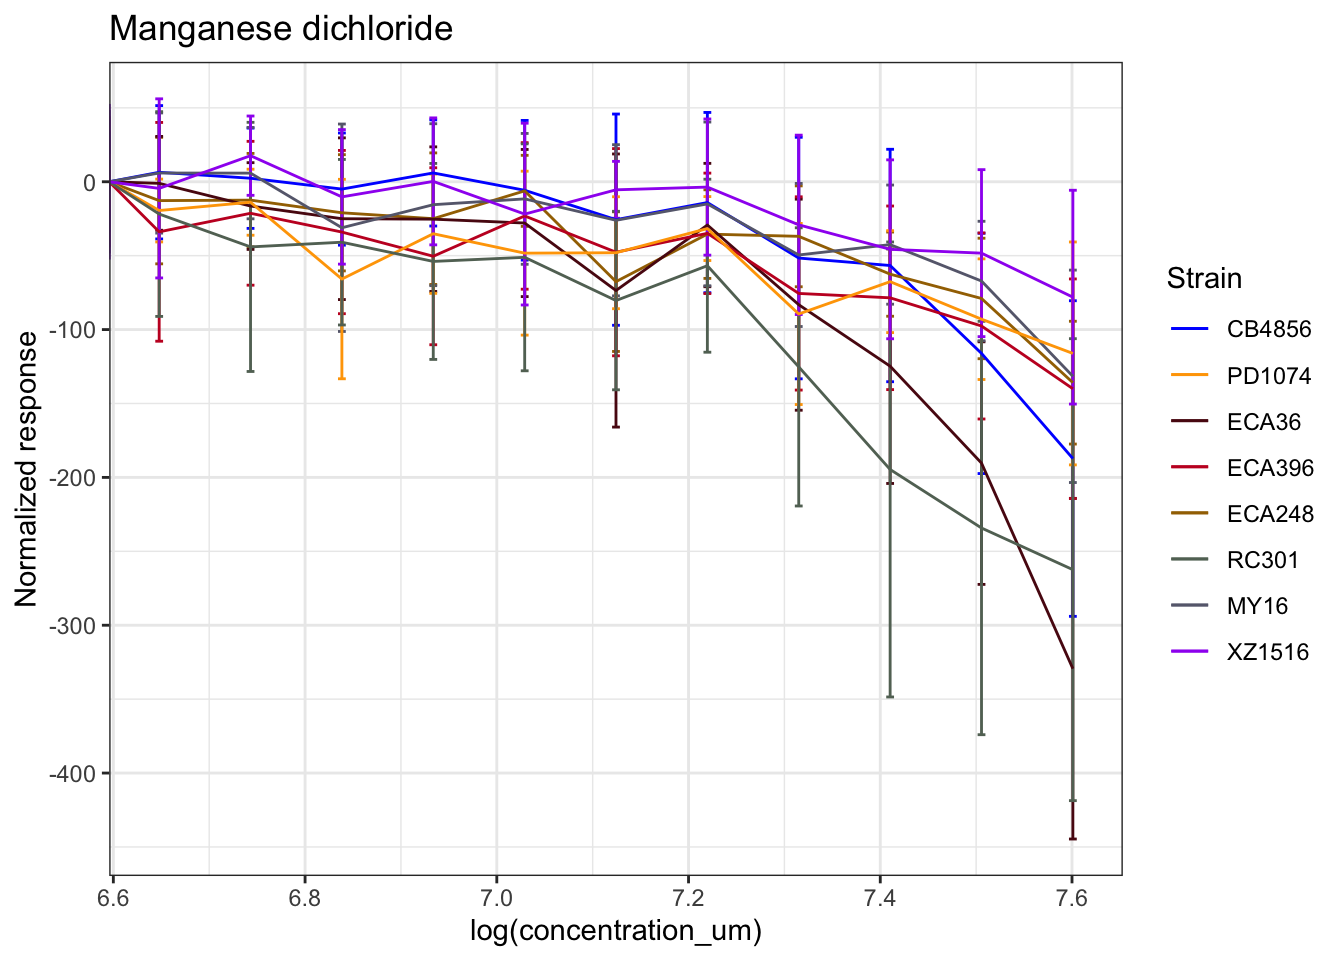 Manganese dichloride
Normalized response
0
-100
-200
-300
-400
6.6
6.8
7.0
7.2
7.4
7.6
log(concentration_um)
Strain
CB4856
PD1074
ECA36
ECA396
ECA248
RC301
MY16
XZ1516